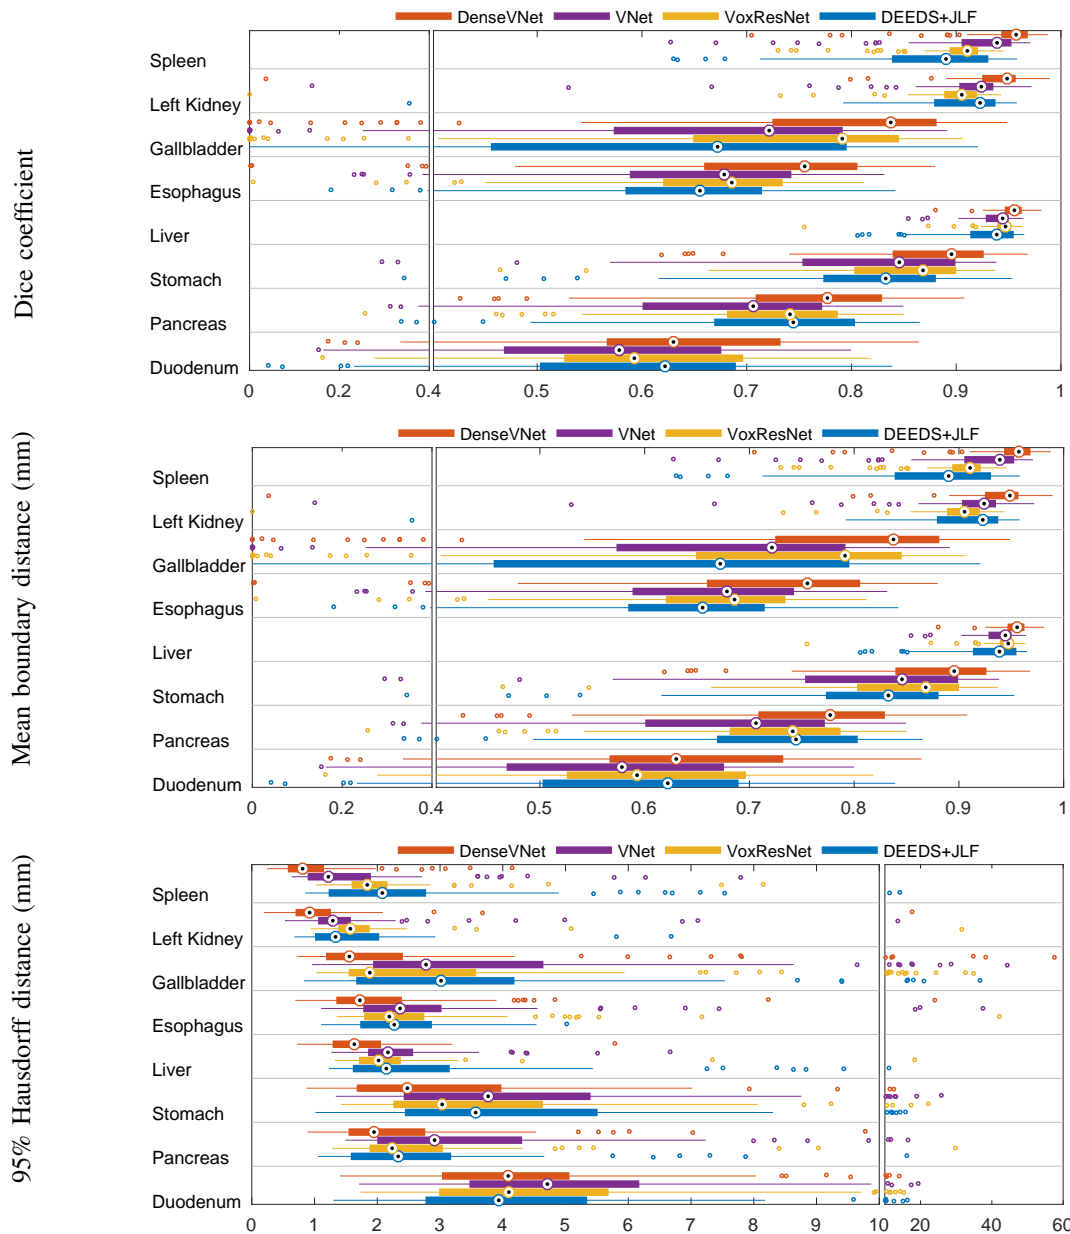 DenseVNet VNet VoxResNet DEEDS+JLF
Dice coefficient
Spleen
Left Kidney
Gallbladder
Esophagus
Liver
Stomach
Pancreas
Duodenum
0 0.2 0.4 0.5 0.6 0.7 0.8 0.9 1
DenseVNet VNet VoxResNet DEEDS+JLF
Mean boundary distance (mm)
Spleen
Left Kidney
Gallbladder
Esophagus
Liver
Stomach
Pancreas
Duodenum
0 0.2 0.4 0.5 0.6 0.7 0.8 0.9 1
DenseVNet VNet VoxResNet DEEDS+JLF
95% Hausdorff distance (mm)
Spleen
Left Kidney
Gallbladder
Esophagus
Liver
Stomach
Pancreas
Duodenum
0 1 2 3 4 5 6 7 8 9 10 20 40 60